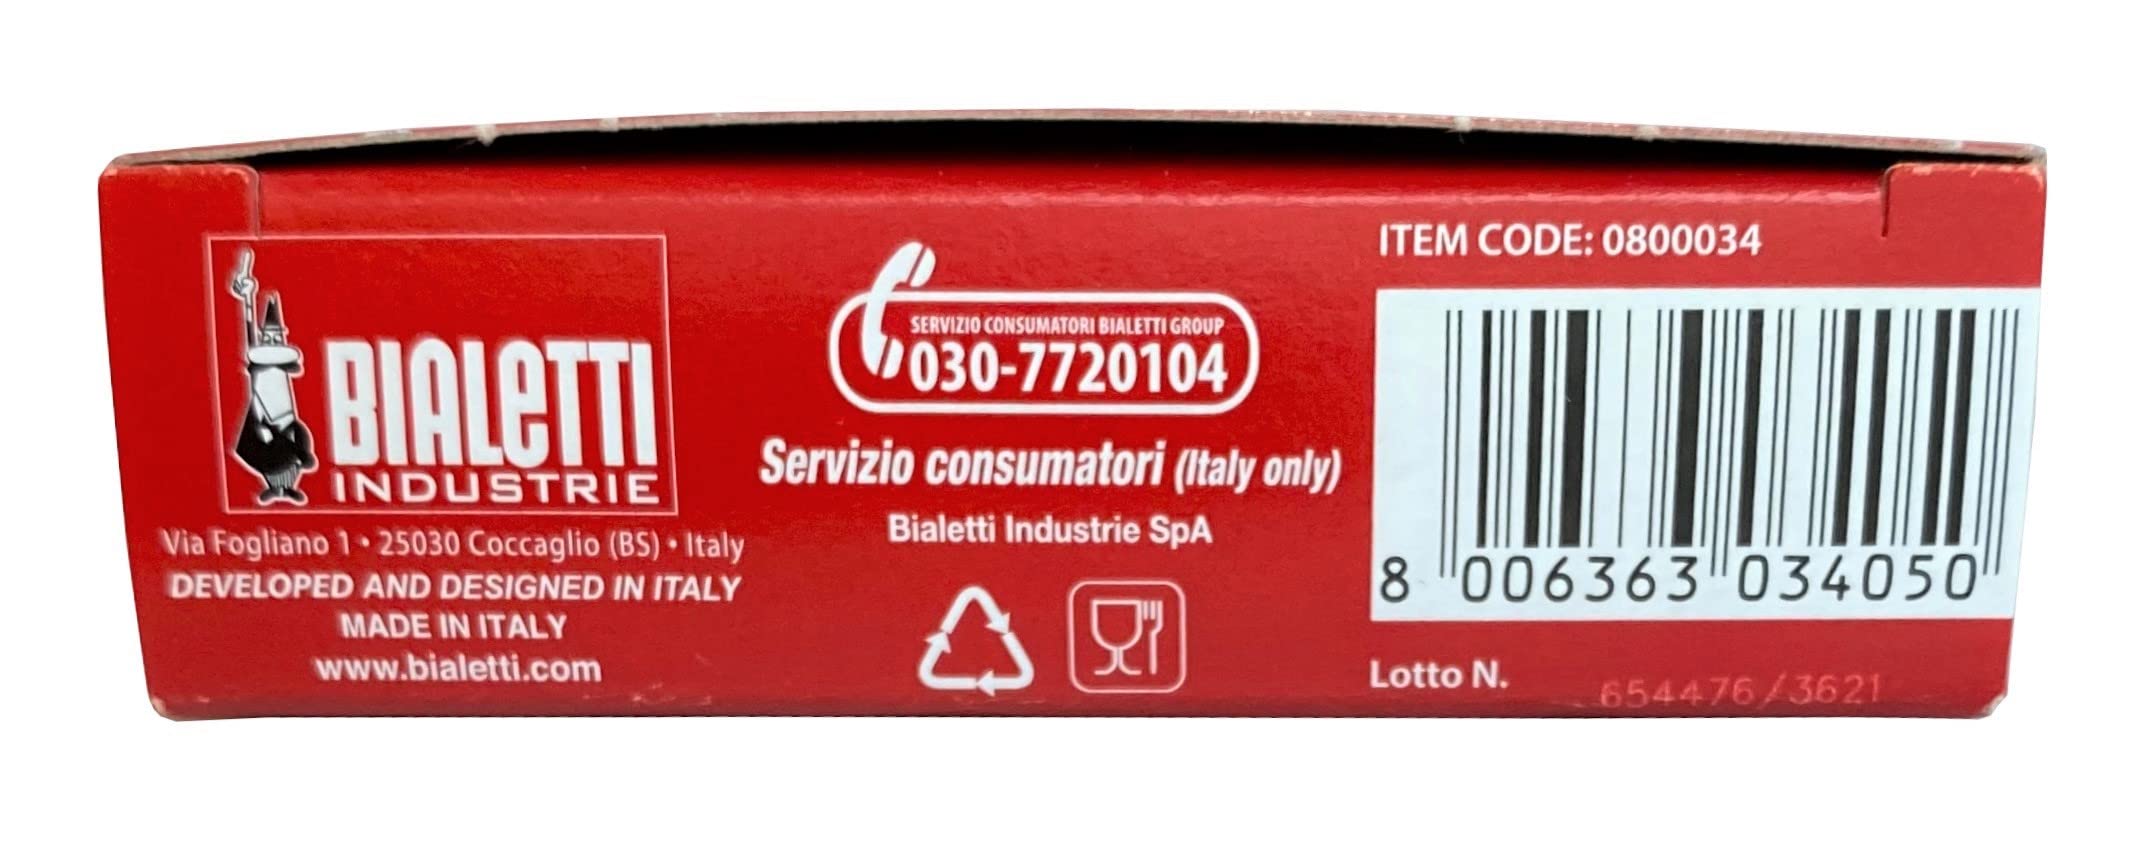 BIALETTI
INDUSTRIE
Via Fogliano 1 • 25030 Coccaglio (BS) • Italy
DEVELOPED AND DESIGNED IN ITALY
MADE IN ITALY
www.bialetti.com
SERVIZIO CONSUMATORI BIALETTI GROUP
030-7720104
Servizio consumatori (Italy only)
Bialetti Industrie SpA
ITEM CODE: 0800034
8 006363 034050
Lotto N. 654476/3621